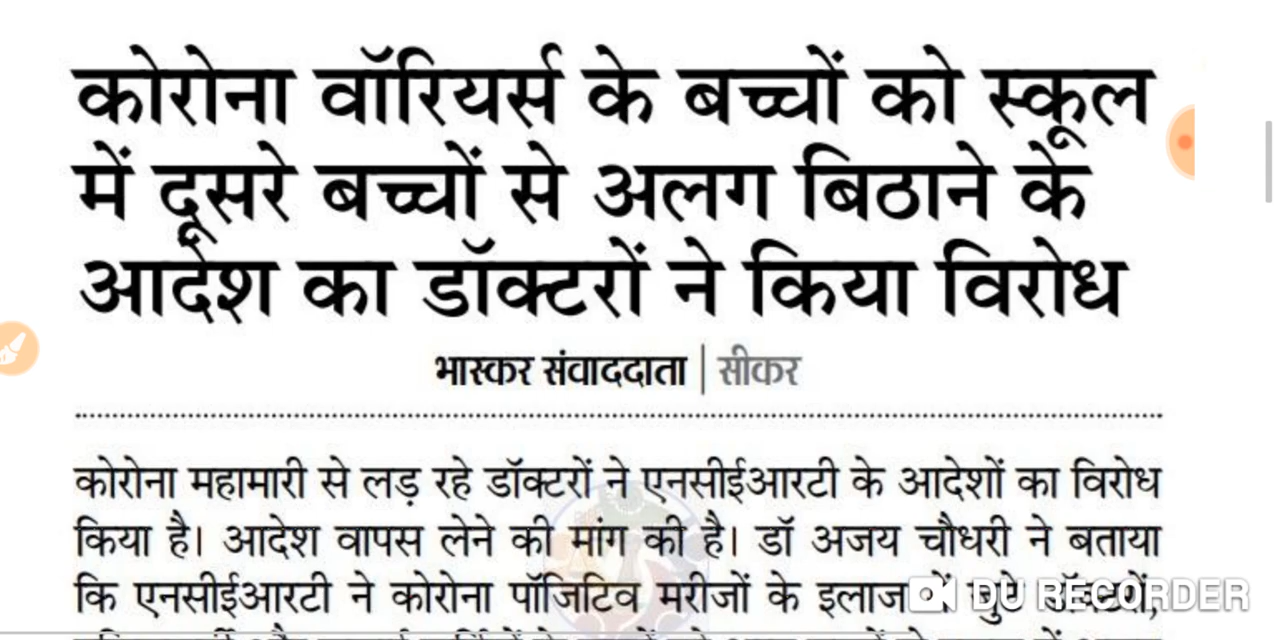 कोरोना वॉरियर्स के बच्चों को स्कूल
में दूसरे बच्चों से अलग बिठाने के
आदेश का डॉक्टरों ने किया विरोध
भास्कर संवाददाता | सीकर
कोरोना महामारी से लड़ रहे डॉक्टरों ने एनसीईआरटी के आदेशों का विरोध
किया है। आदेश वापस लेने की मांग की है। डॉ अजय चौधरी ने बताया
कि एनसीईआरटी ने कोरोना पॉजिटिव मरीजों के इलाज डॉक्टरों,
DU RECORDER